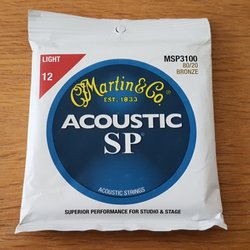 LIGHT
12
MSP3100
80/20
BRONZE
C.F. Martin & Co.
EST. 1833
ACOUSTIC
SP
ACOUSTIC STRINGS
SUPERIOR PERFORMANCE FOR STUDIO & STAGE